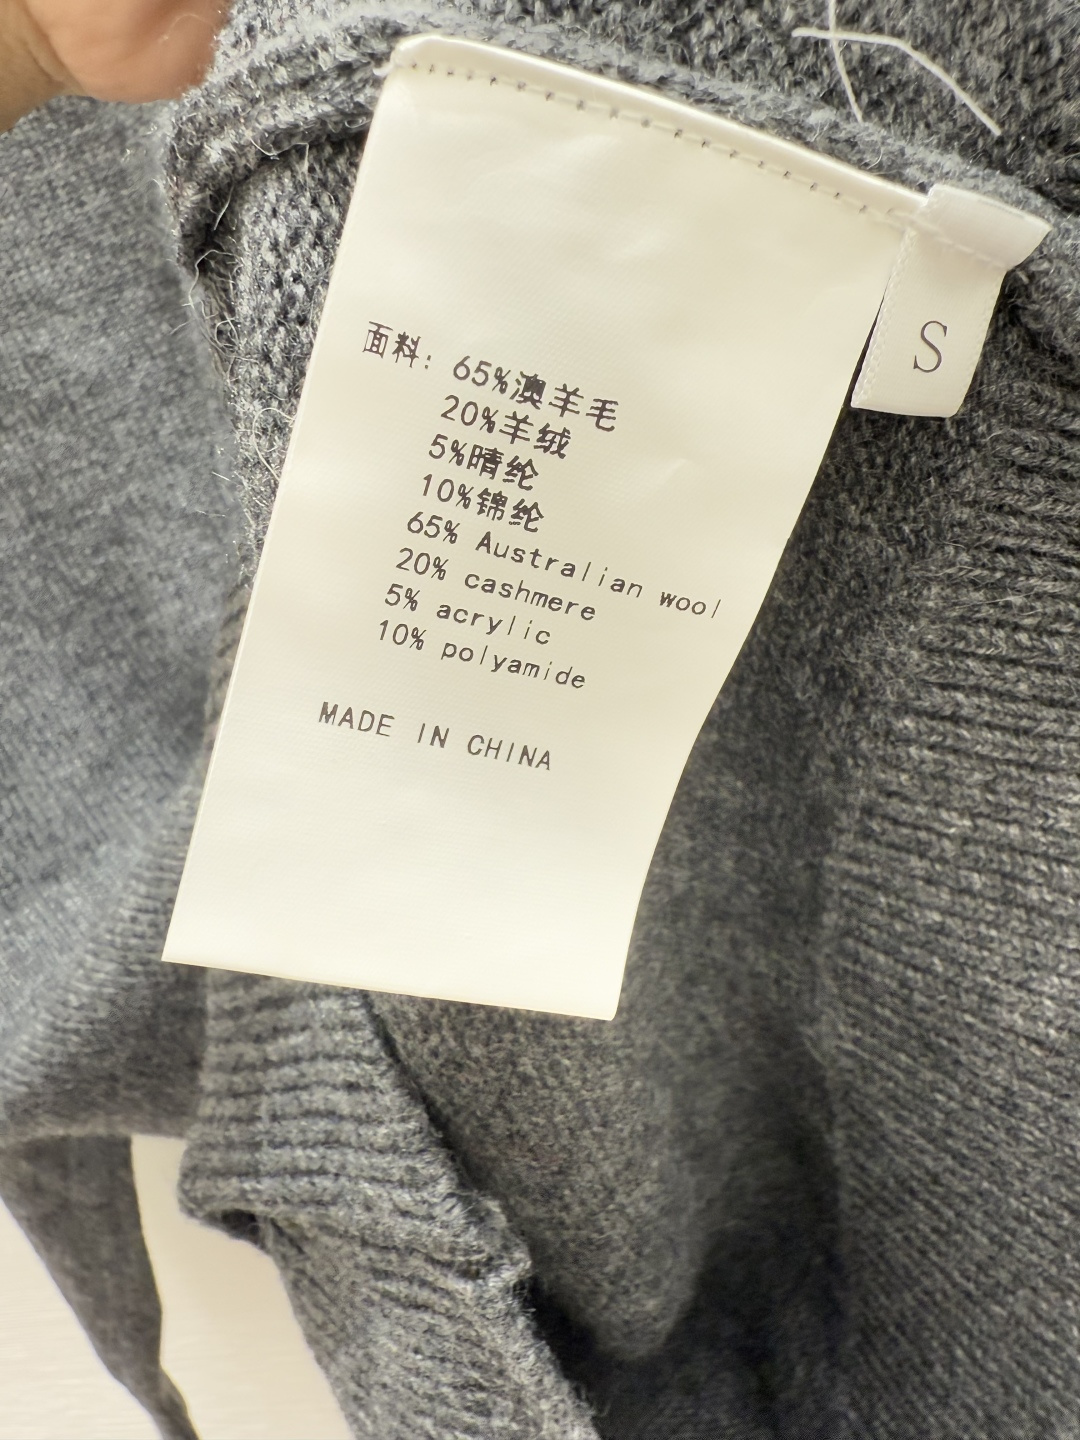 面料: 65%澳羊毛
20%羊绒
5%晴纶
10%锦纶
65% Australian wool
20% cashmere
5% acrylic
10% polyamide
MADE IN CHINA
S